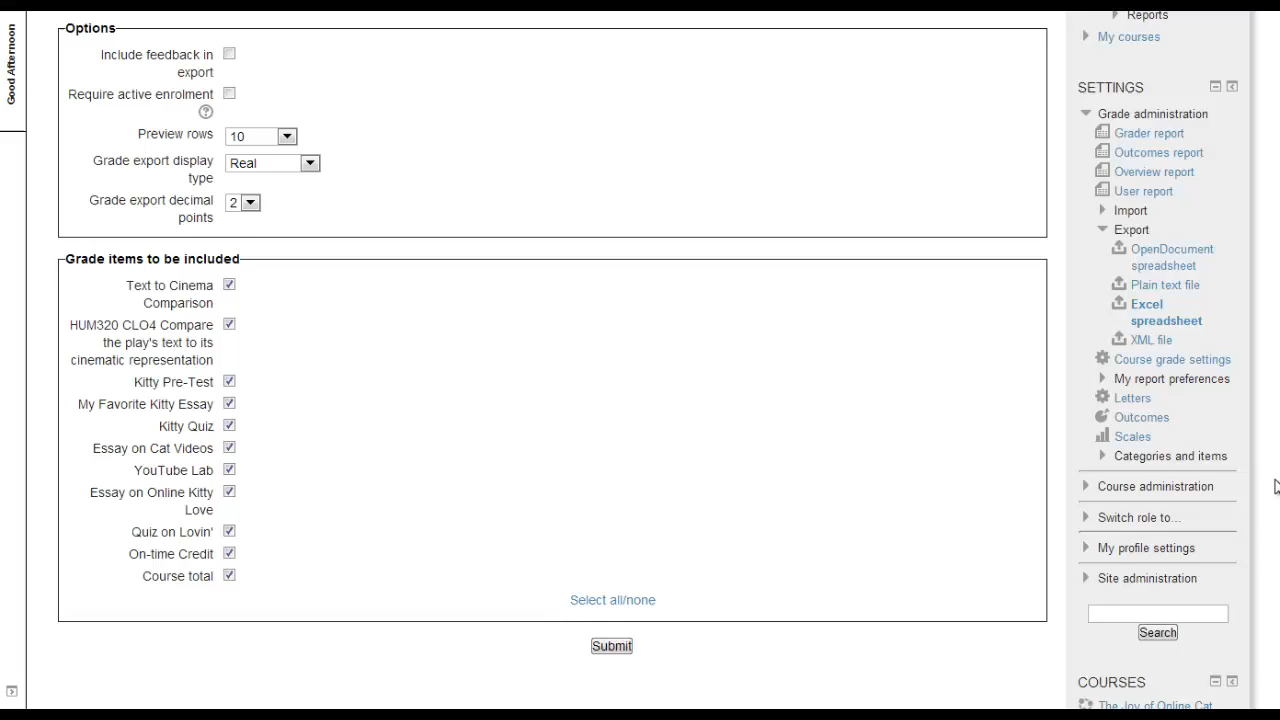 Good Afternoon
Options
Include feedback in
export
Require active enrolment
Preview rows
10
Grade export display
type
Real
Grade export decimal
points
2
Grade items to be included
Text to Cinema
Comparison
HUM320 CLO4 Compare
the play's text to its
cinematic representation
Kitty Pre-Test
My Favorite Kitty Essay
Kitty Quiz
Essay on Cat Videos
YouTube Lab
Essay on Online Kitty
Love
Quiz on Lovin'
On-time Credit
Course total
Select all/none
Submit
Reports
My courses
SETTINGS
Grade administration
Grader report
Outcomes report
Overview report
User report
Import
Export
OpenDocument
spreadsheet
Plain text file
Excel
spreadsheet
XML file
Course grade settings
My report preferences
Letters
Outcomes
Scales
Categories and items
Course administration
Switch role to...
My profile settings
Site administration
Search
COURSES
The Joy of Online Cat